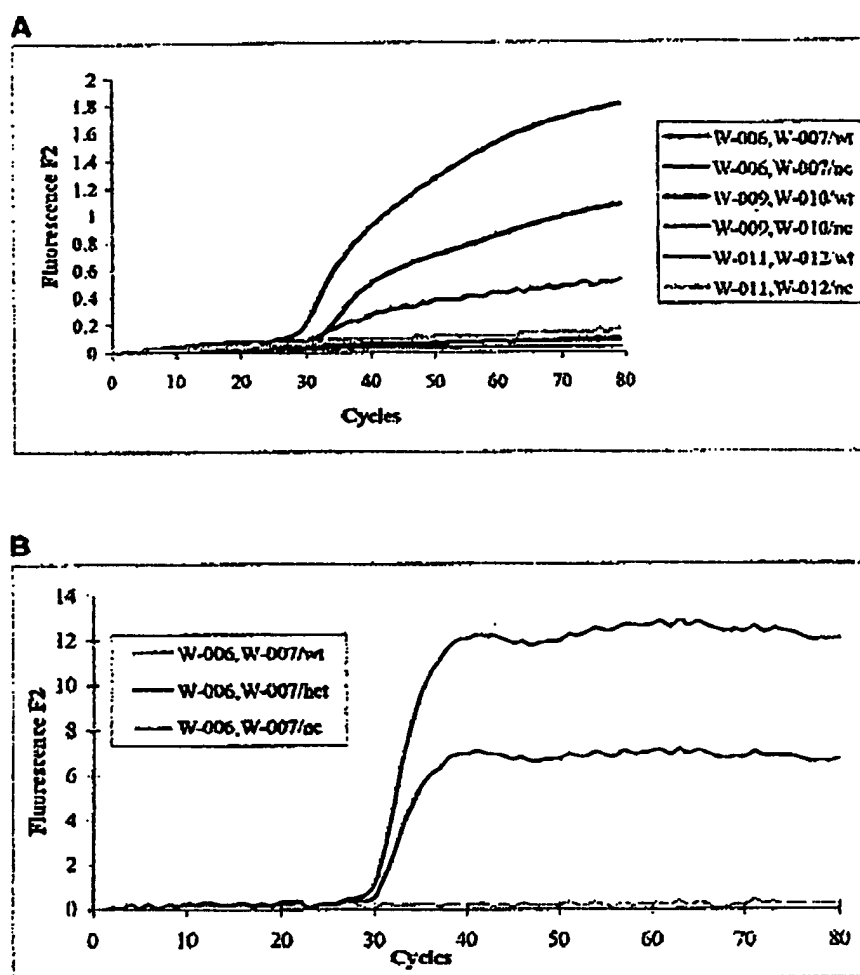 A
2
1.8
1.6
1.4
1.2
1
0.8
0.6
0.4
0.2
0
Fluorescence F2
0 10 20 30 40 50 60 70 80
Cycles
W-006, W-007/wt
W-006, W-007/nc
W-009, W-010/wt
W-009, W-010/nc
W-011, W-012/wt
W-011, W-012/nc
B
14
12
10
8
6
4
2
0
Fluorescence F2
W-006, W-007/wt
W-006, W-007/het
W-006, W-007/nc
0 10 20 30 40 50 60 70 80
Cycles